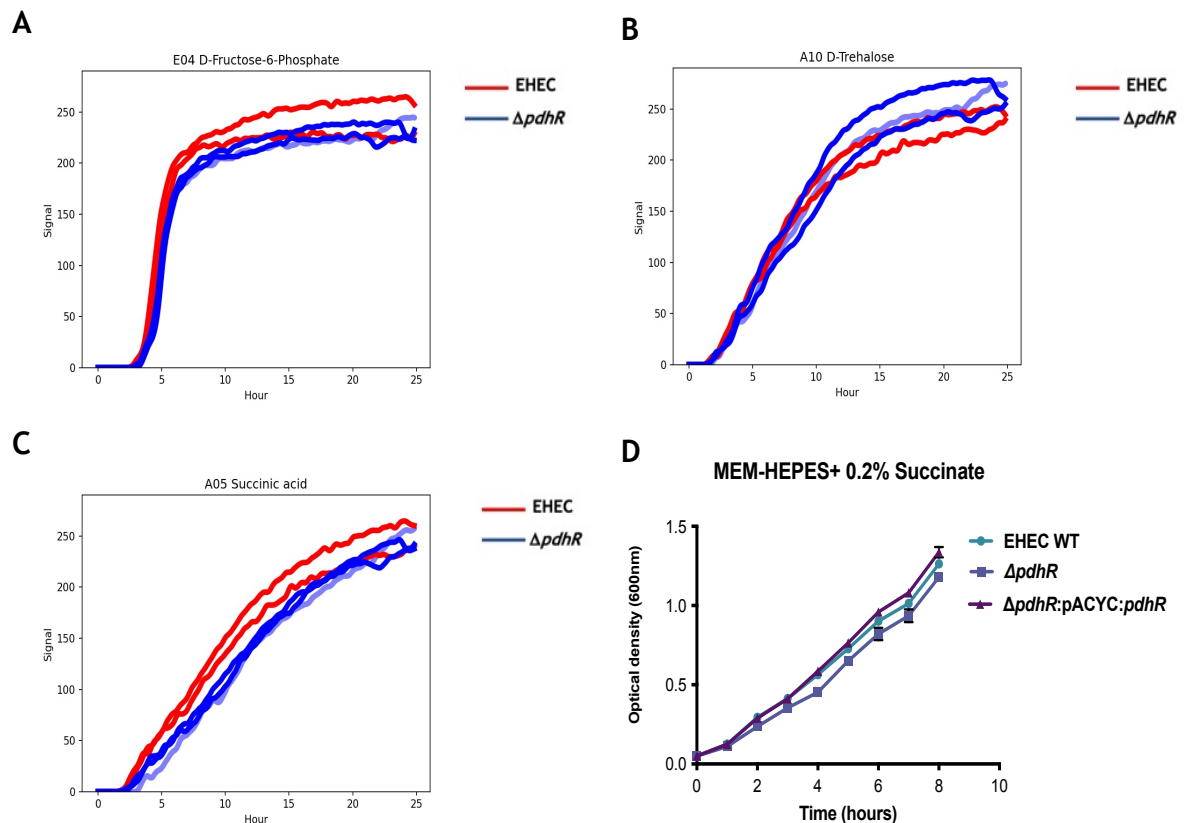 A
E04 D-Fructose-6-Phosphate
EHEC
ΔpdhR
Signal
250
200
150
100
50
0
0 5 10 15 20 25
Hour
B
A10 D-Trehalose
EHEC
ΔpdhR
Signal
250
200
150
100
50
0
0 5 10 15 20 25
Hour
C
A05 Succinic acid
EHEC
ΔpdhR
Signal
250
200
150
100
50
0
0 5 10 15 20 25
Hour
D
MEM-HEPES+ 0.2% Succinate
EHEC WT
ΔpdhR
ΔpdhR:pACYC:pdhR
Optical density (600nm)
1.5
1.0
0.5
0.0
0 2 4 6 8 10
Time (hours)